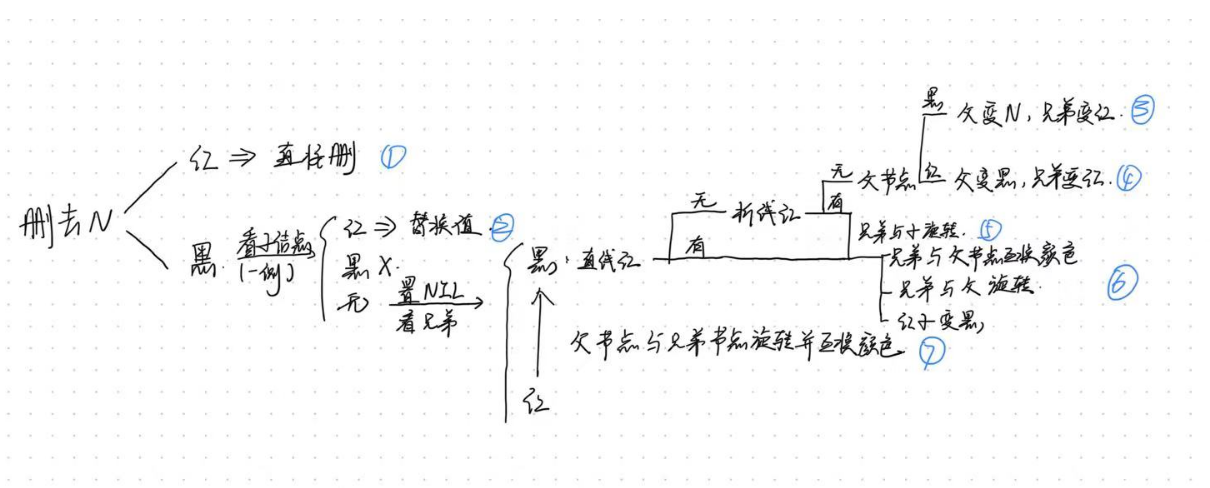 删去N
红 ⇒ 直接删 ①
黑. 看子结点
(一侧)
红 ⇒ 替换值 ②
黑 X.
无 置NIL
看兄弟
黑. 直线红
红
无
有
折线红
无
有
父节点
黑 父变N, 兄弟变红. ③
红 父变黑, 兄弟变红. ④
兄弟与子旋转. ⑤
兄弟与父节点互换颜色
兄弟与父旋转.
红子变黑
⑥
父节点与兄弟节点旋转并互换颜色 ⑦